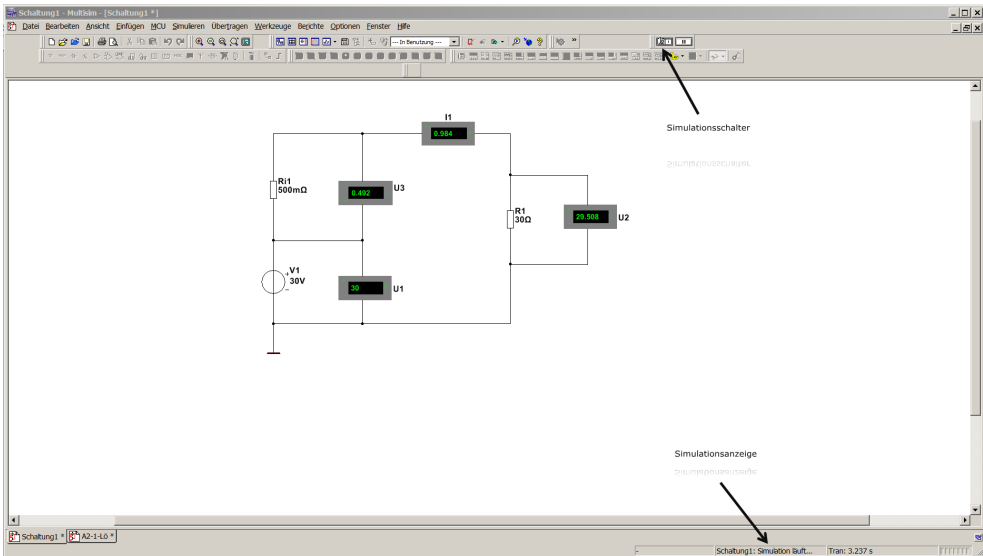 Schaltung1 - Multisim - [Schaltung1 *]
Datei Bearbeiten Ansicht Einfügen MCU Simulieren Übertragen Werkzeuge Berichte Optionen Fenster Hilfe
--- In Benutzung ---
Simulationsschalter
I1
0.984
Ri1
500mΩ
0.492
U3
R1
30Ω
29.508
U2
+
V1
30V
−
30
U1
Simulationsanzeige
Schaltung1 * A2-1-Lö *
- Schaltung1: Simulation läuft... Tran: 3.237 s